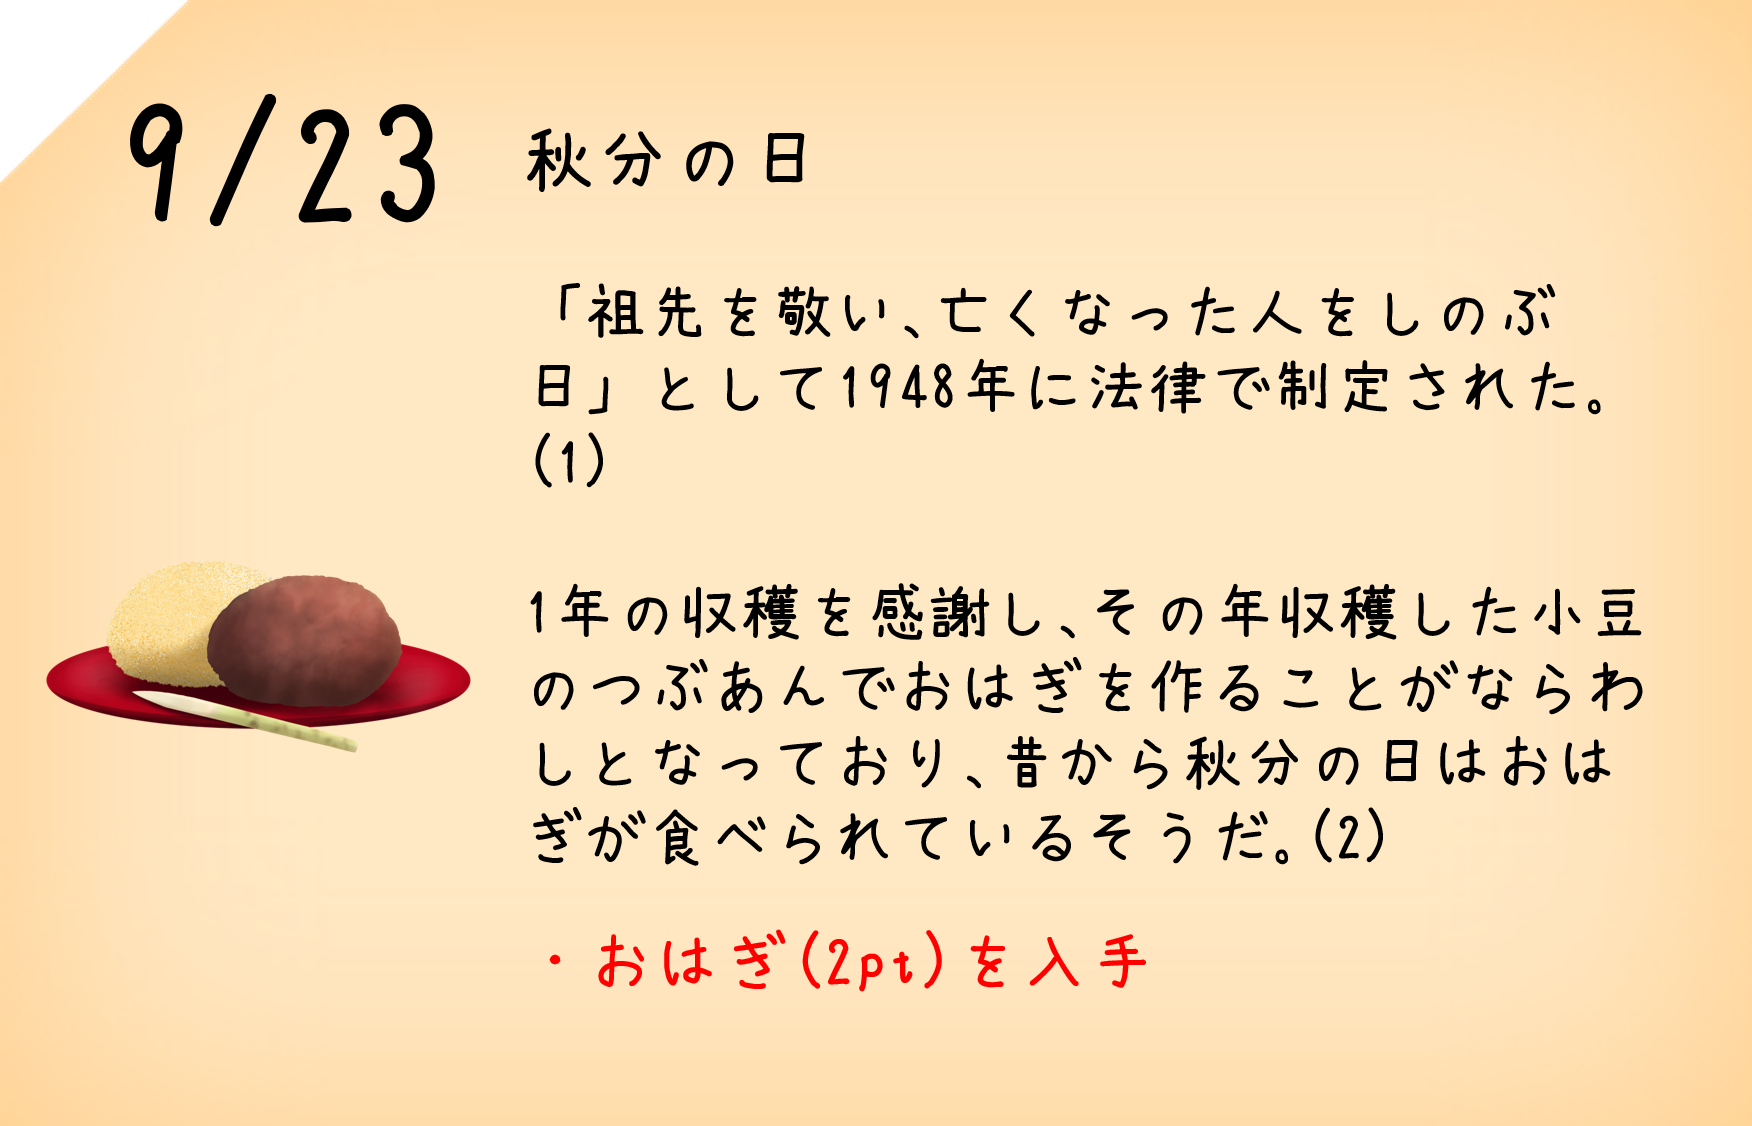 9/23 秋分の日
「祖先を敬い、亡くなった人をしのぶ
日」として1948年に法律で制定された。
(1)
1年の収穫を感謝し、その年収穫した小豆
のつぶあんでおはぎを作ることがならわ
しとなっており、昔から秋分の日はおは
ぎが食べられているそうだ。(2)
・おはぎ(2pt)を入手